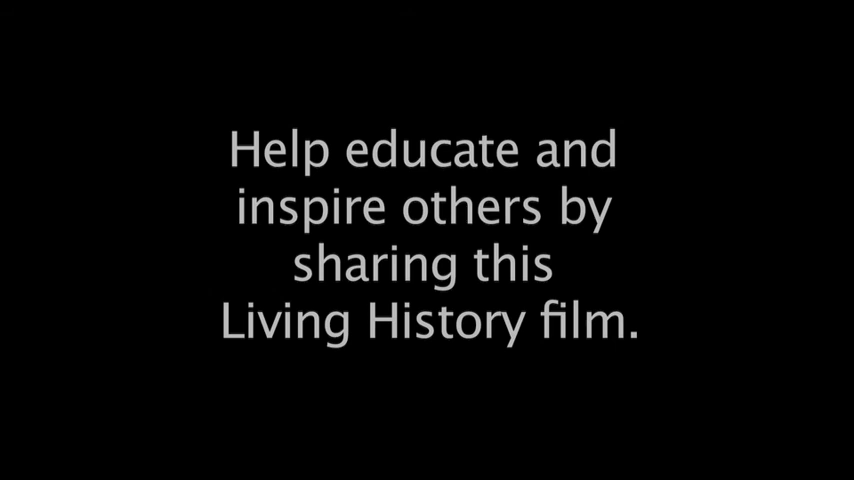 Help educate and
inspire others by
sharing this
Living History film.